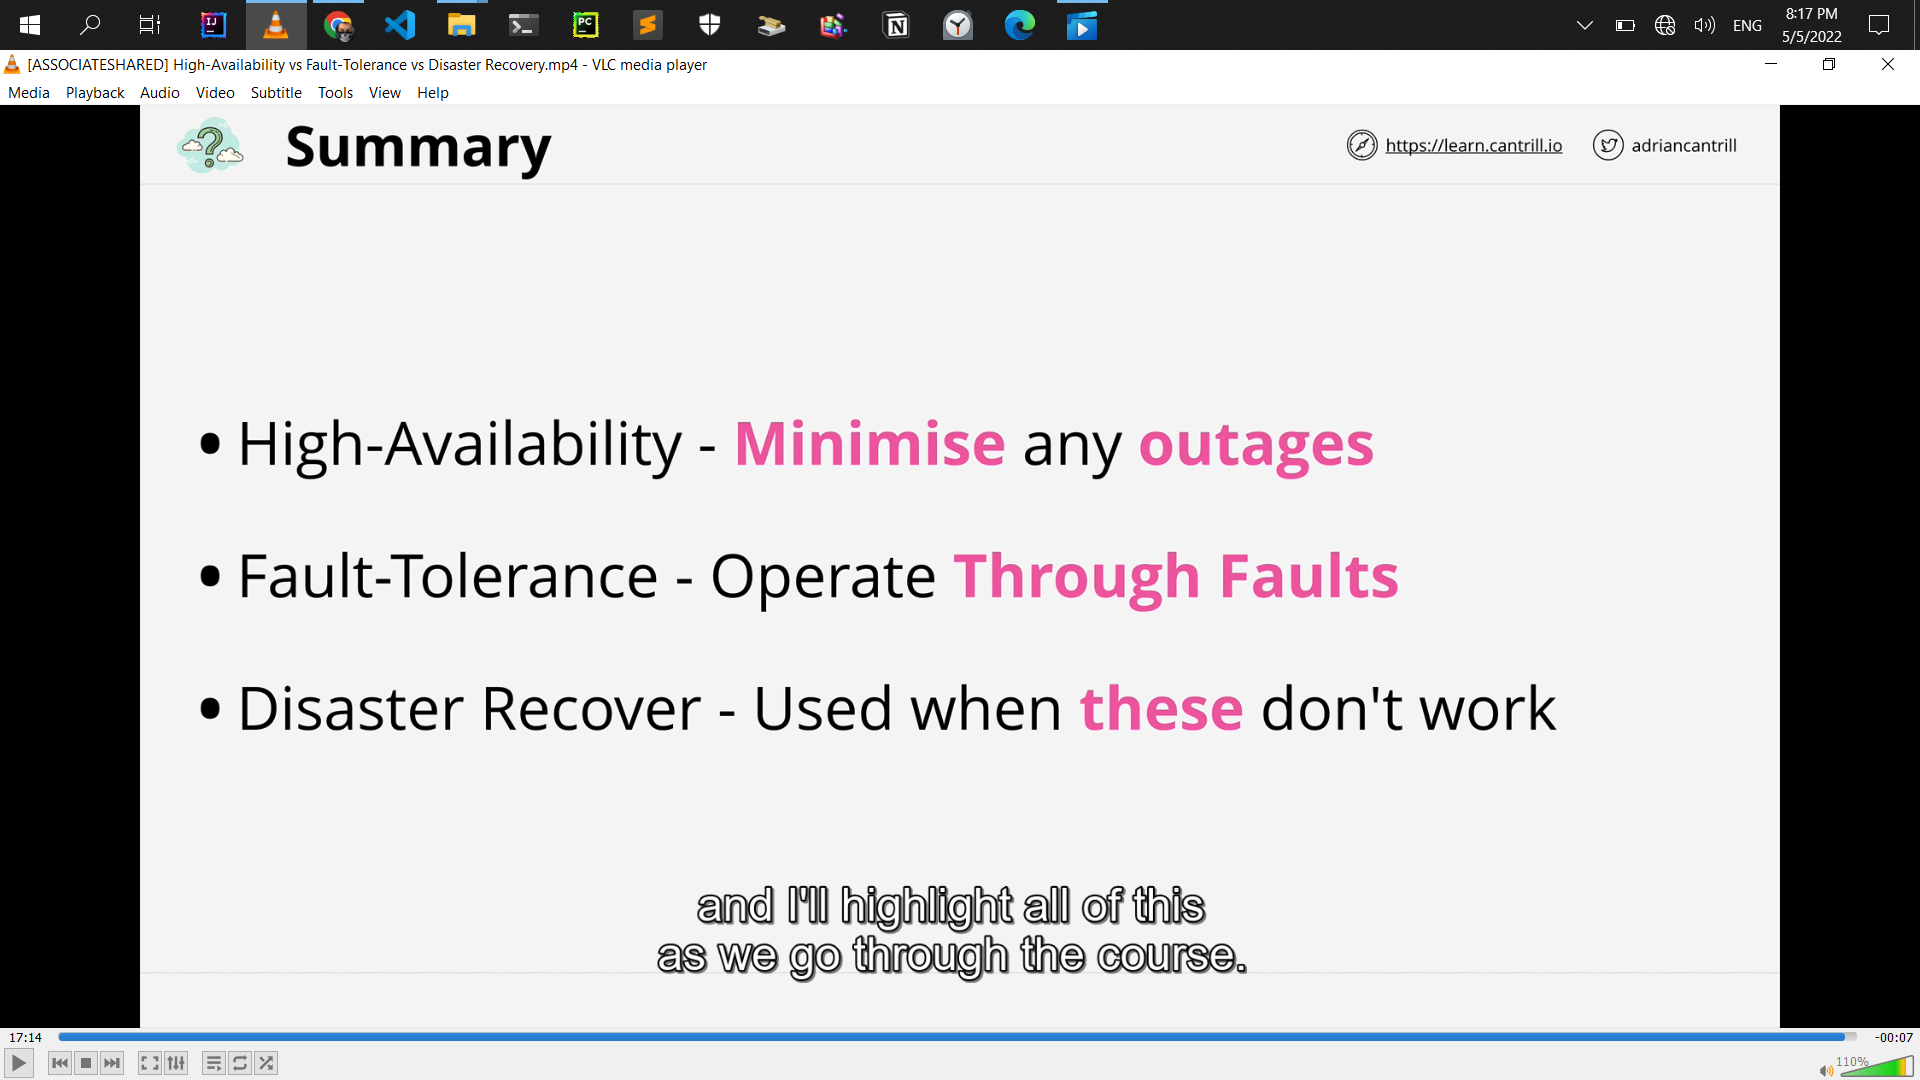 ENG
8:17 PM
5/5/2022
[ASSOCIATESHARED] High-Availability vs Fault-Tolerance vs Disaster Recovery.mp4 - VLC media player
Media Playback Audio Video Subtitle Tools View Help
Summary
https://learn.cantrill.io
adriancantrill
• High-Availability - Minimise any outages
• Fault-Tolerance - Operate Through Faults
• Disaster Recover - Used when these don't work
and I'll highlight all of this
as we go through the course.
17:14
-00:07
110%